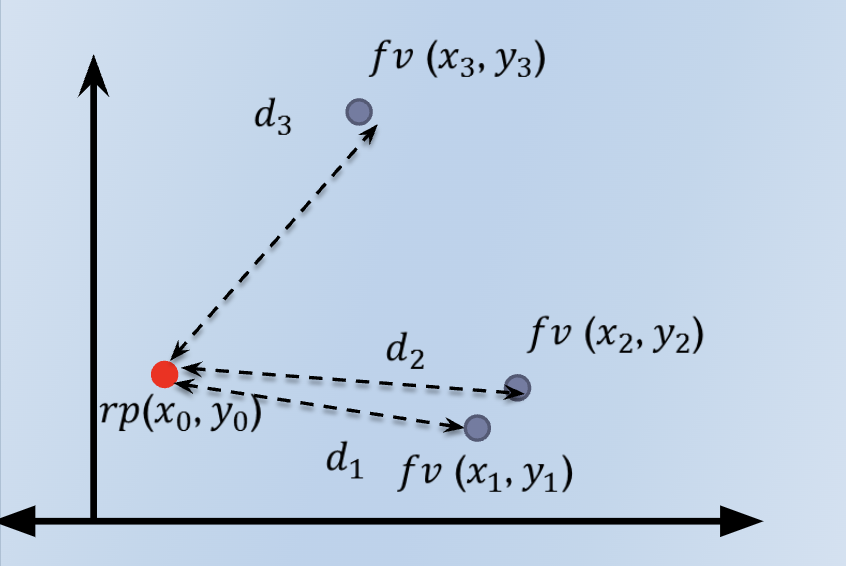 fv (x₃, y₃)
d₃
fv (x₂, y₂)
d₂
rp(x₀, y₀)
d₁
fv (x₁, y₁)